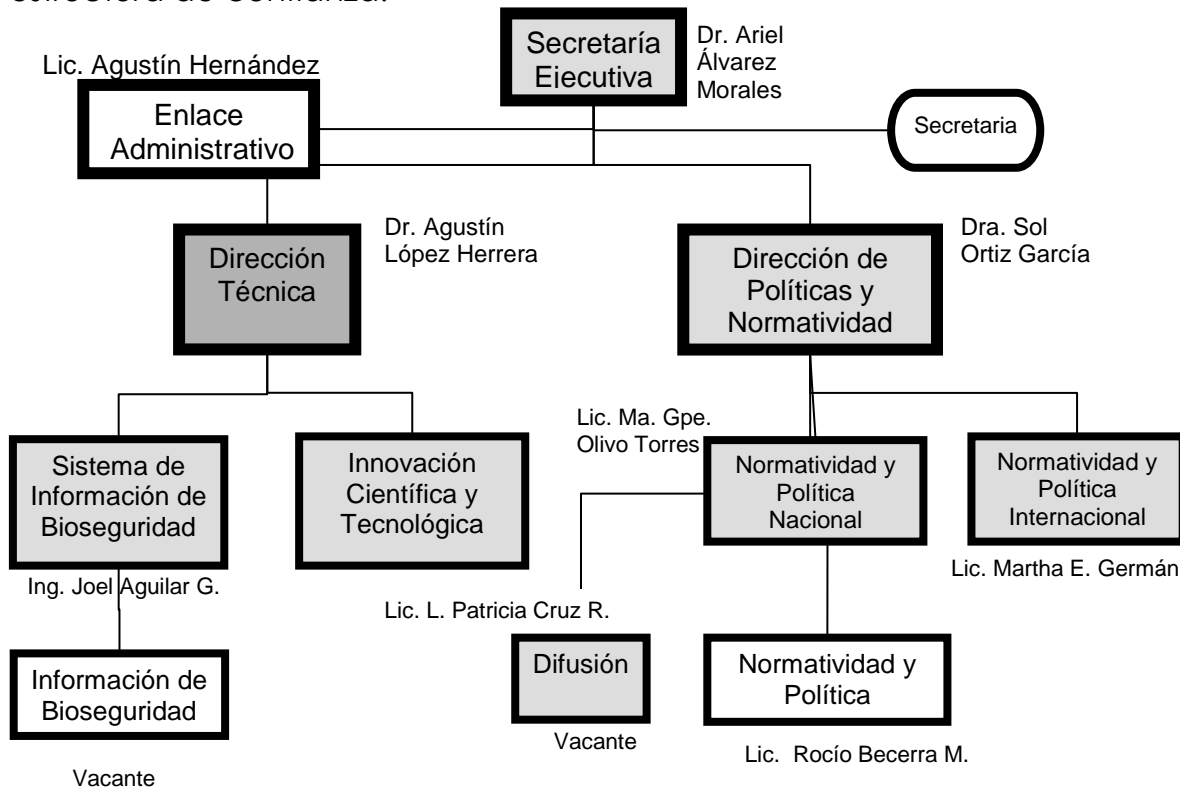 de confianza.
Secretaría
Ejecutiva
Dr. Ariel
Álvarez
Morales
Lic. Agustín Hernández
Enlace
Administrativo
Secretaria
Dirección
Técnica
Dr. Agustín
López Herrera
Dirección de
Políticas y
Normatividad
Dra. Sol
Ortiz García
Sistema de
Información de
Bioseguridad
Ing. Joel Aguilar G.
Innovación
Científica y
Tecnológica
Lic. Ma. Gpe.
Olivo Torres
Normatividad y
Política
Nacional
Normatividad y
Política
Internacional
Lic. Martha E. Germán
Lic. L. Patricia Cruz R.
Información de
Bioseguridad
Vacante
Difusión
Vacante
Normatividad y
Política
Lic. Rocío Becerra M.